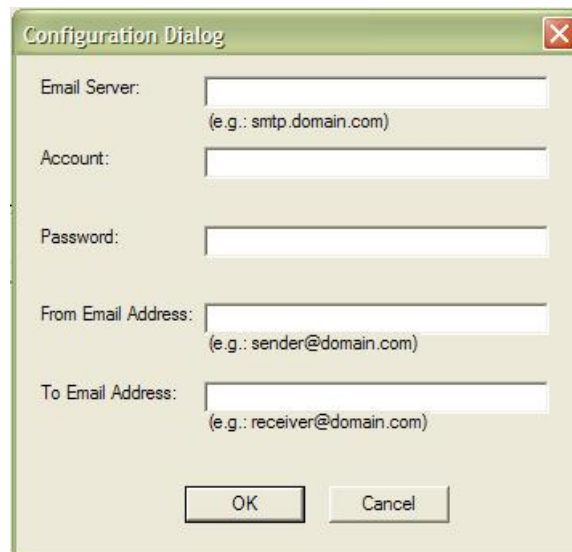 Configuration Dialog
Email Server:
(e.g.: smtp.domain.com)
Account:
Password:
From Email Address:
(e.g.: sender@domain.com)
To Email Address:
(e.g.: receiver@domain.com)
OK Cancel